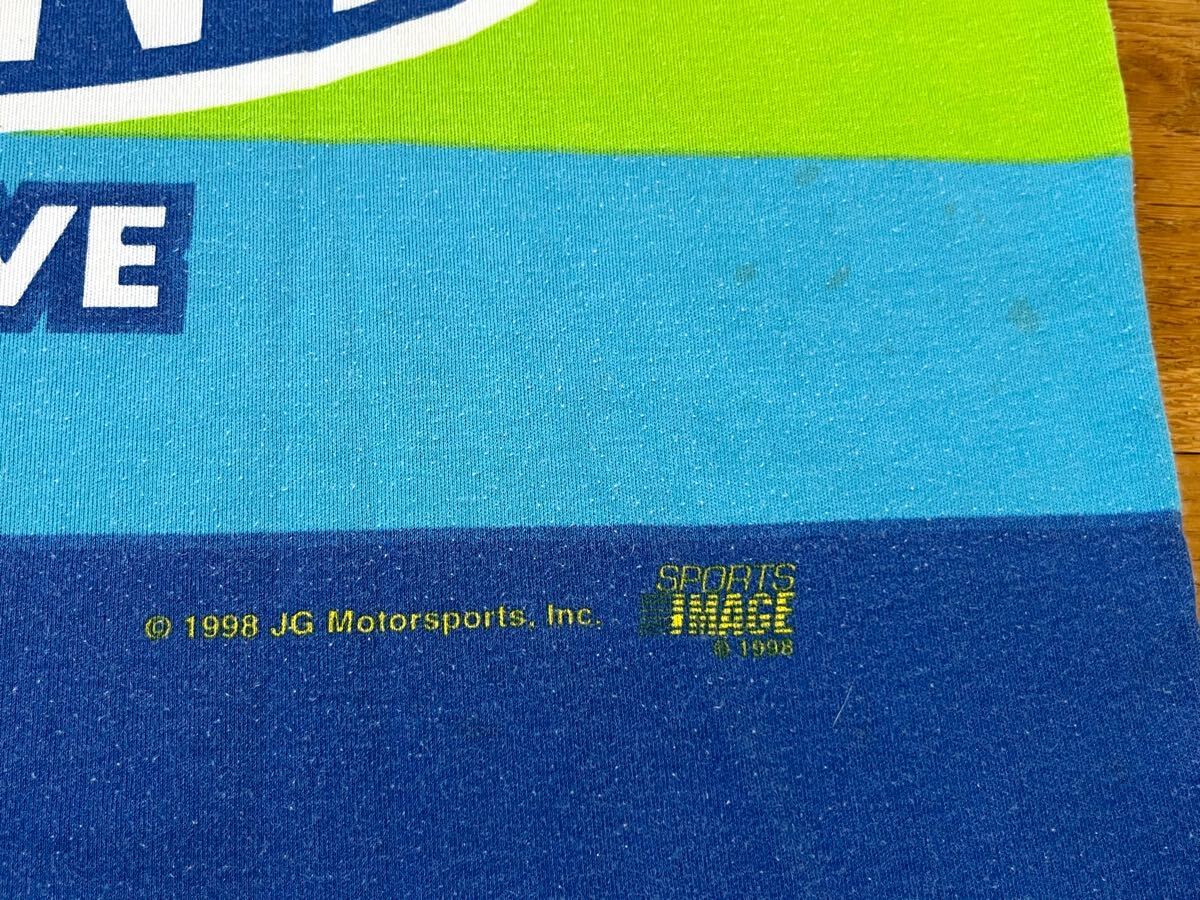 VE
© 1998 JG Motorsports, Inc.
SPORTS
IMAGE
© 1998